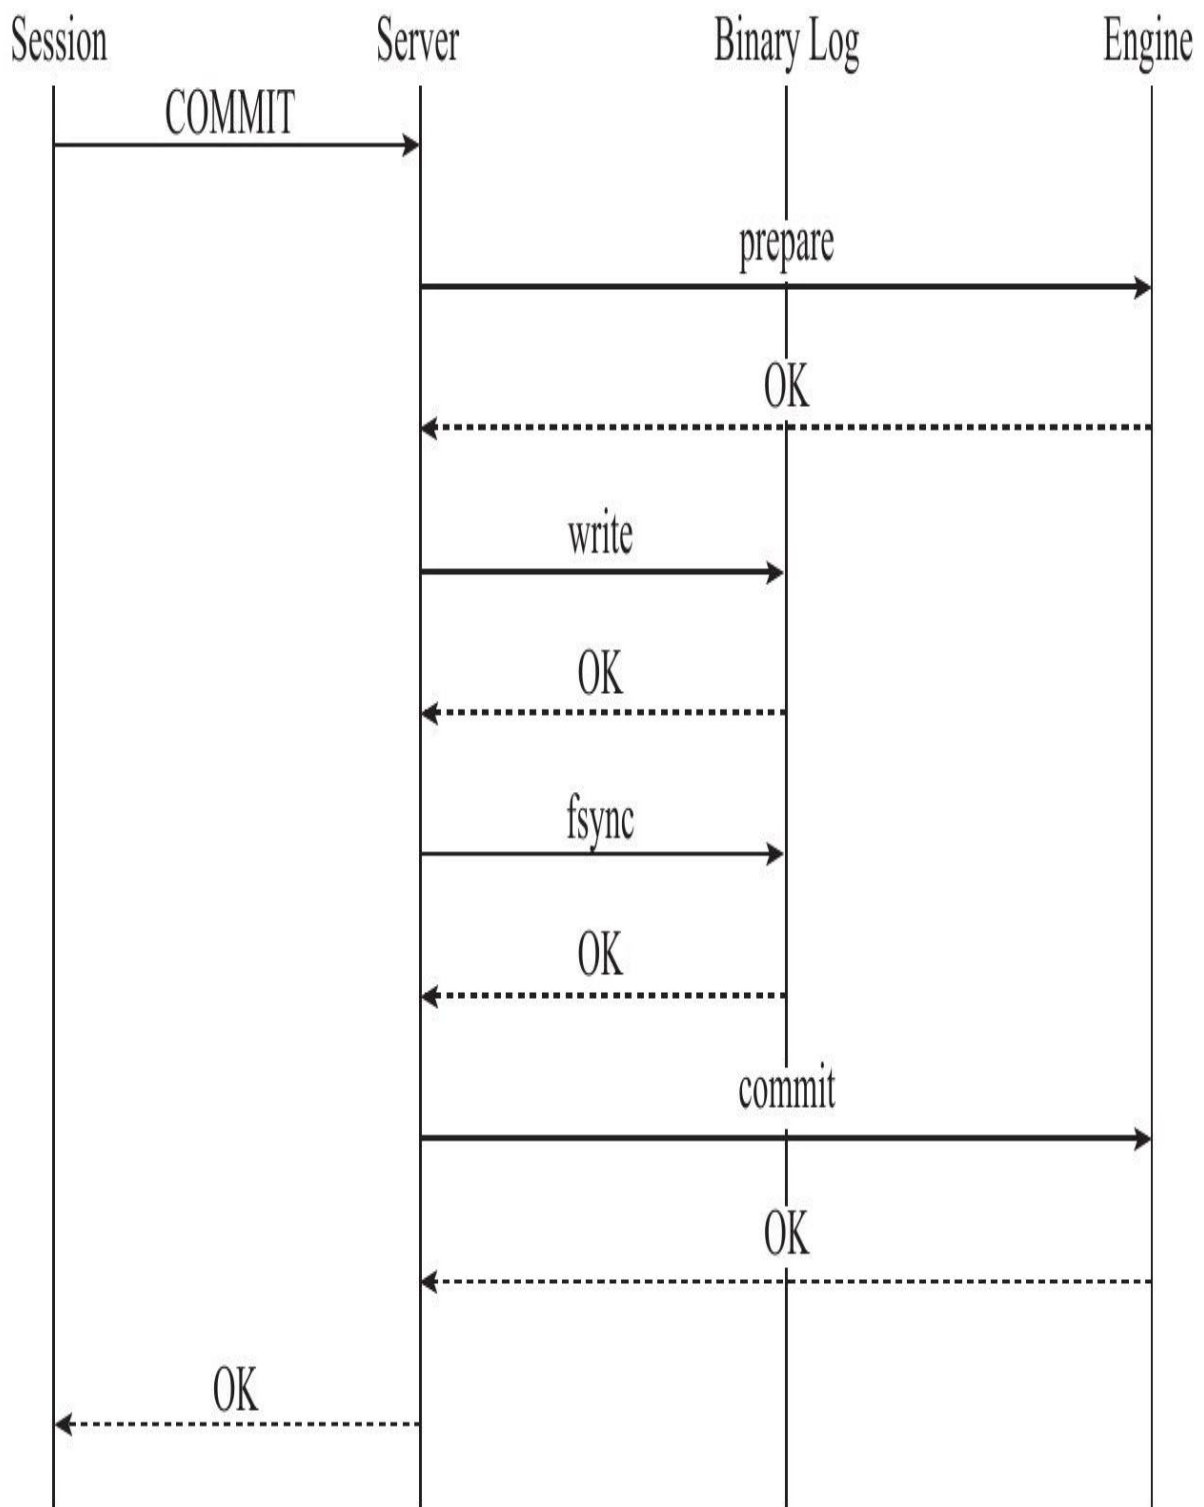 Session Server Binary Log Engine
COMMIT
prepare
OK
write
OK
fsync
OK
commit
OK
OK